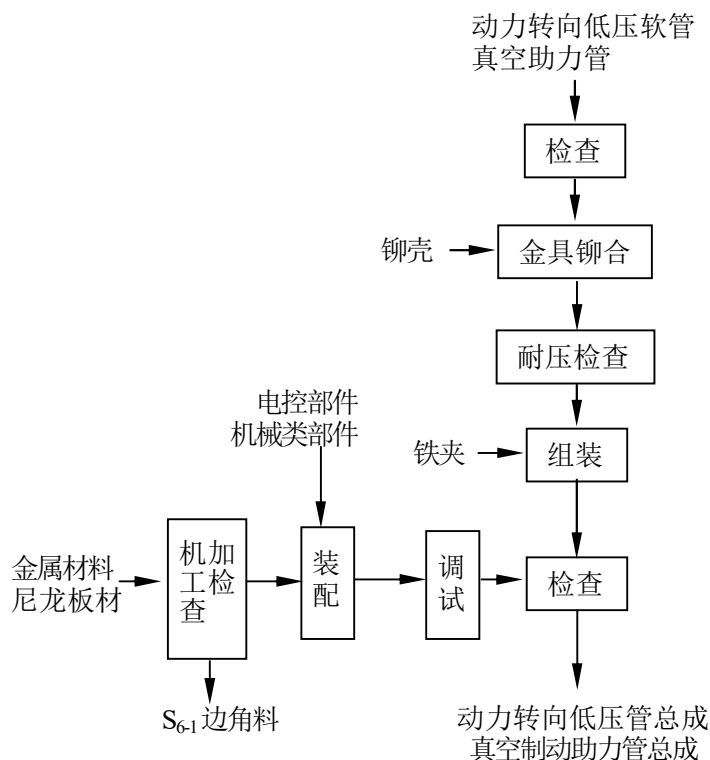 动力转向低压软管
真空助力管
检查
铆壳
金具铆合
耐压检查
电控部件
机械类部件
铁夹
组装
金属材料
尼龙板材
机加
工检
查
装
配
调
试
检查
S6-1边角料
动力转向低压管总成
真空制动助力管总成